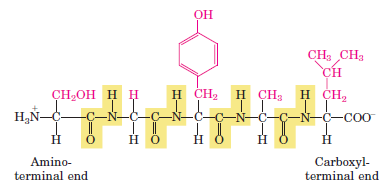 OH
CH₃ CH₃
CH
CH₂OH H H H CH₂ H CH₃ H CH₂
H₃N⁺—C—C—N—C—C—N—C—C—N—C—C—N—C—COO⁻
H O H O H O H O H
Amino- Carboxyl-
terminal end terminal end